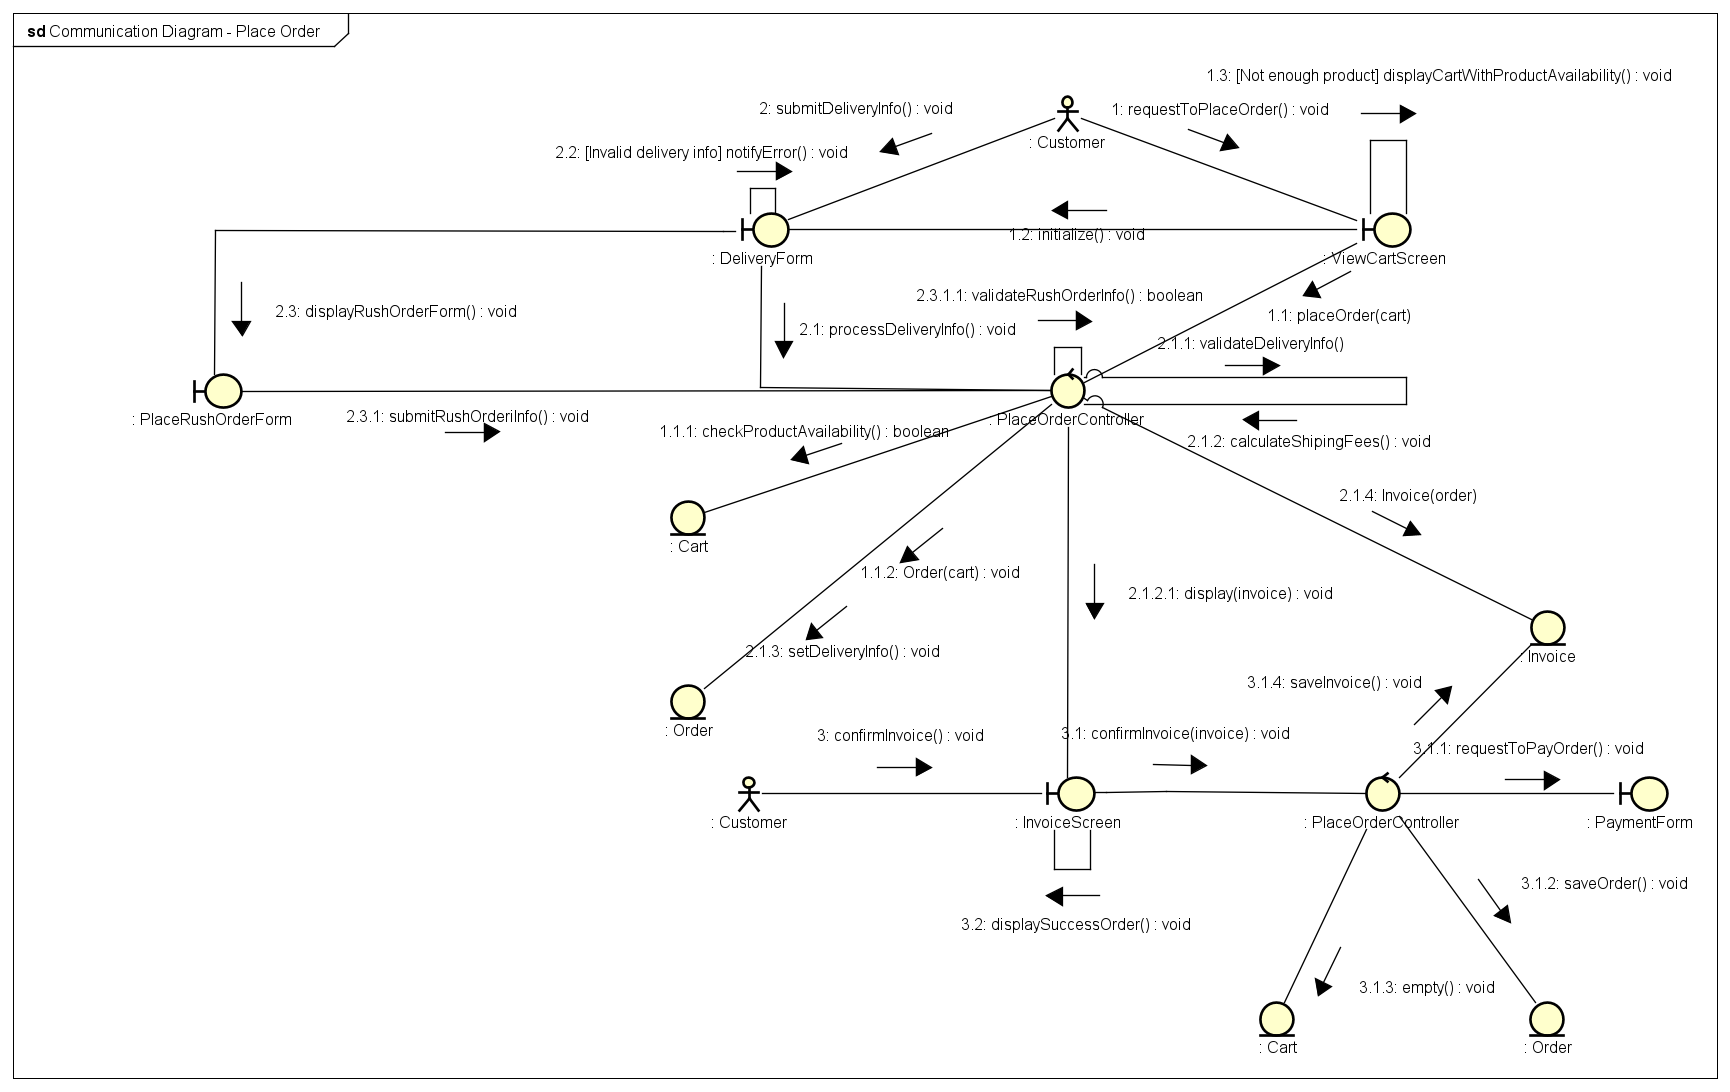 sd Communication Diagram - Place Order
1.3: [Not enough product] displayCartWithProductAvailability() : void
2: submitDeliveryInfo() : void
1: requestToPlaceOrder() : void
: Customer
2.2: [Invalid delivery info] notifyError() : void
1.2: initialize() : void
: DeliveryForm
: ViewCartScreen
2.3.1.1: validateRushOrderInfo() : boolean
2.3: displayRushOrderForm() : void
1.1: placeOrder(cart)
2.1: processDeliveryInfo() : void
2.1.1: validateDeliveryInfo()
: PlaceRushOrderForm
2.3.1: submitRushOrderiInfo() : void
: PlaceOrderController
1.1.1: checkProductAvailability() : boolean
2.1.2: calculateShipingFees() : void
2.1.4: Invoice(order)
: Cart
1.1.2: Order(cart) : void
2.1.2.1: display(invoice) : void
2.1.3: setDeliveryInfo() : void
: Invoice
3.1.4: saveInvoice() : void
: Order
3: confirmInvoice() : void
3.1: confirmInvoice(invoice) : void
3.1.1: requestToPayOrder() : void
: Customer
: InvoiceScreen
: PlaceOrderController
: PaymentForm
3.1.2: saveOrder() : void
3.2: displaySuccessOrder() : void
3.1.3: empty() : void
: Cart
: Order